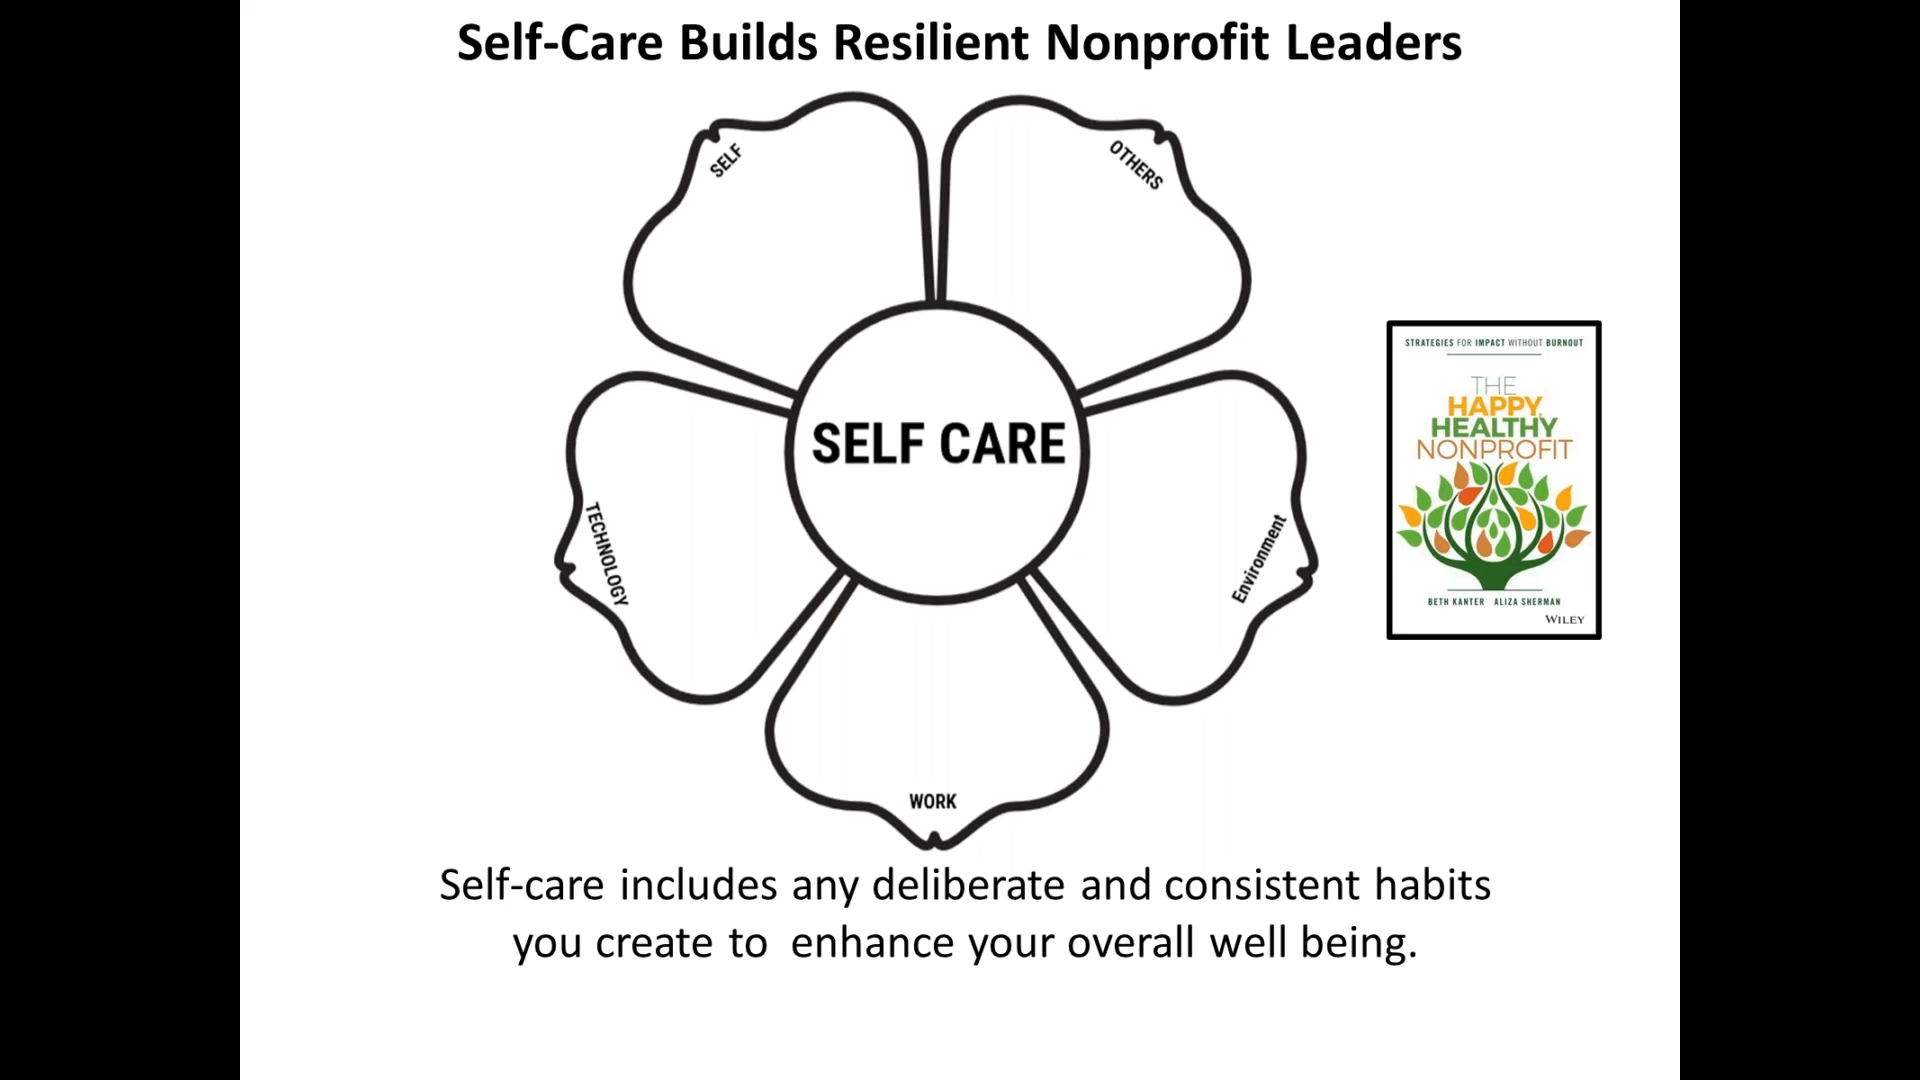 Self-Care Builds Resilient Nonprofit Leaders
SELF
OTHERS
SELF CARE
TECHNOLOGY
Environment
WORK
STRATEGIES FOR IMPACT WITHOUT BURNOUT
THE
HAPPY,
HEALTHY
NONPROFIT
BETH KANTER ALIZA SHERMAN
WILEY
Self-care includes any deliberate and consistent habits
you create to  enhance your overall well being.